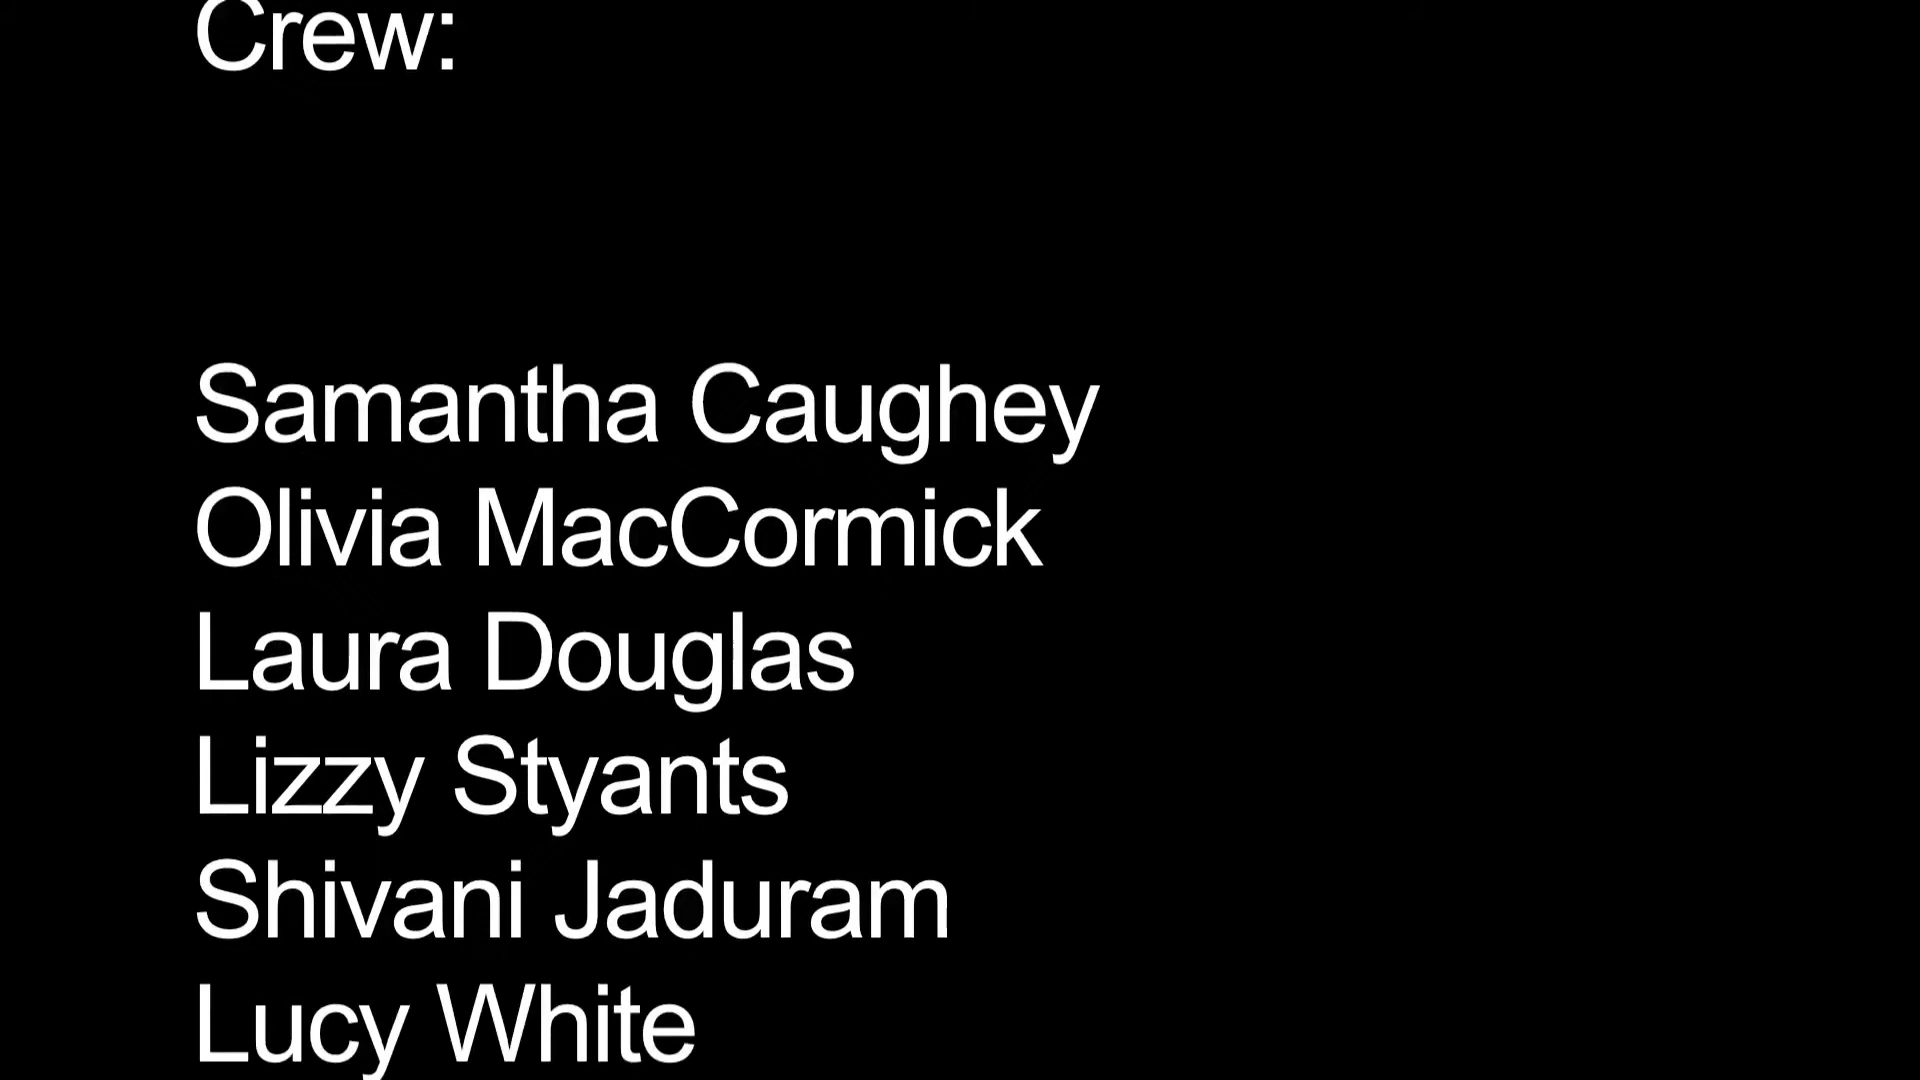 Crew:
Samantha Caughey
Olivia MacCormick
Laura Douglas
Lizzy Styants
Shivani Jaduram
Lucy White